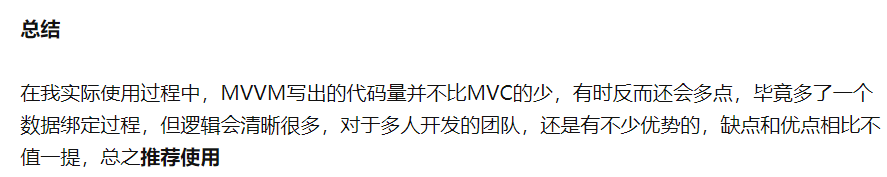 总结
在我实际使用过程中，MVVM写出的代码量并不比MVC的少，有时反而还会多点，毕竟多了一个
数据绑定过程，但逻辑会清晰很多，对于多人开发的团队，还是有不少优势的，缺点和优点相比不
值一提，总之推荐使用